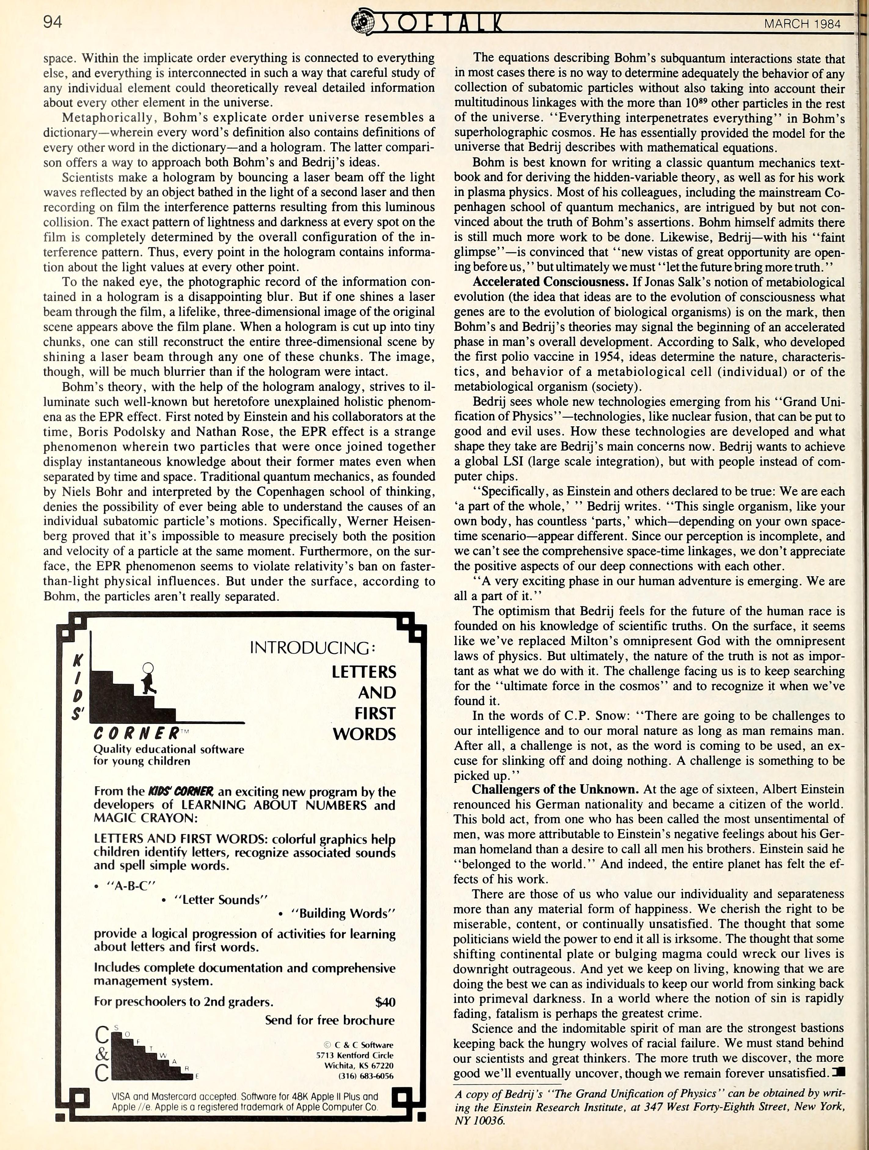 94
SOFTALK
MARCH 1984
space. Within the implicate order everything is connected to everything
else, and everything is interconnected in such a way that careful study of
any individual element could theoretically reveal detailed information
about every other element in the universe.
Metaphorically, Bohm's explicate order universe resembles a
dictionary—wherein every word's definition also contains definitions of
every other word in the dictionary—and a hologram. The latter compari-
son offers a way to approach both Bohm's and Bedrij's ideas.
Scientists make a hologram by bouncing a laser beam off the light
waves reflected by an object bathed in the light of a second laser and then
recording on film the interference patterns resulting from this luminous
collision. The exact pattern of lightness and darkness at every spot on the
film is completely determined by the overall configuration of the in-
terference pattern. Thus, every point in the hologram contains informa-
tion about the light values at every other point.
To the naked eye, the photographic record of the information con-
tained in a hologram is a disappointing blur. But if one shines a laser
beam through the film, a lifelike, three-dimensional image of the original
scene appears above the film plane. When a hologram is cut up into tiny
chunks, one can still reconstruct the entire three-dimensional scene by
shining a laser beam through any one of these chunks. The image,
though, will be much blurrier than if the hologram were intact.
Bohm's theory, with the help of the hologram analogy, strives to il-
luminate such well-known but heretofore unexplained holistic phenom-
ena as the EPR effect. First noted by Einstein and his collaborators at the
time, Boris Podolsky and Nathan Rose, the EPR effect is a strange
phenomenon wherein two particles that were once joined together
display instantaneous knowledge about their former mates even when
separated by time and space. Traditional quantum mechanics, as founded
by Niels Bohr and interpreted by the Copenhagen school of thinking,
denies the possibility of ever being able to understand the causes of an
individual subatomic particle's motions. Specifically, Werner Heisen-
berg proved that it's impossible to measure precisely both the position
and velocity of a particle at the same moment. Furthermore, on the sur-
face, the EPR phenomenon seems to violate relativity's ban on faster-
than-light physical influences. But under the surface, according to
Bohm, the particles aren't really separated.
KIDS'
CORNER™
Quality educational software
for young children
INTRODUCING:
LETTERS
AND
FIRST
WORDS
From the KIDS' CORNER, an exciting new program by the
developers of LEARNING ABOUT NUMBERS and
MAGIC CRAYON:
LETTERS AND FIRST WORDS: colorful graphics help
children identify letters, recognize associated sounds
and spell simple words.
• "A-B-C"
• "Letter Sounds"
• "Building Words"
provide a logical progression of activities for learning
about letters and first words.
Includes complete documentation and comprehensive
management system.
For preschoolers to 2nd graders. $40
Send for free brochure
C & C
SOFTWARE
© C & C Software
5713 Kentford Circle
Wichita, KS 67220
(316) 683-6056
VISA and Mastercard accepted. Software for 48K Apple II Plus and
Apple //e. Apple is a registered trademark of Apple Computer Co.
The equations describing Bohm's subquantum interactions state that
in most cases there is no way to determine adequately the behavior of any
collection of subatomic particles without also taking into account their
multitudinous linkages with the more than 10⁸⁹ other particles in the rest
of the universe. "Everything interpenetrates everything" in Bohm's
superholographic cosmos. He has essentially provided the model for the
universe that Bedrij describes with mathematical equations.
Bohm is best known for writing a classic quantum mechanics text-
book and for deriving the hidden-variable theory, as well as for his work
in plasma physics. Most of his colleagues, including the mainstream Co-
penhagen school of quantum mechanics, are intrigued by but not con-
vinced about the truth of Bohm's assertions. Bohm himself admits there
is still much more work to be done. Likewise, Bedrij—with his "faint
glimpse"—is convinced that "new vistas of great opportunity are open-
ing before us," but ultimately we must "let the future bring more truth."
Accelerated Consciousness. If Jonas Salk's notion of metabiological
evolution (the idea that ideas are to the evolution of consciousness what
genes are to the evolution of biological organisms) is on the mark, then
Bohm's and Bedrij's theories may signal the beginning of an accelerated
phase in man's overall development. According to Salk, who developed
the first polio vaccine in 1954, ideas determine the nature, characteris-
tics, and behavior of a metabiological cell (individual) or of the
metabiological organism (society).
Bedrij sees whole new technologies emerging from his "Grand Uni-
fication of Physics"—technologies, like nuclear fusion, that can be put to
good and evil uses. How these technologies are developed and what
shape they take are Bedrij's main concerns now. Bedrij wants to achieve
a global LSI (large scale integration), but with people instead of com-
puter chips.
"Specifically, as Einstein and others declared to be true: We are each
'a part of the whole,' " Bedrij writes. "This single organism, like your
own body, has countless 'parts,' which—depending on your own space-
time scenario—appear different. Since our perception is incomplete, and
we can't see the comprehensive space-time linkages, we don't appreciate
the positive aspects of our deep connections with each other.
"A very exciting phase in our human adventure is emerging. We are
all a part of it."
The optimism that Bedrij feels for the future of the human race is
founded on his knowledge of scientific truths. On the surface, it seems
like we've replaced Milton's omnipresent God with the omnipresent
laws of physics. But ultimately, the nature of the truth is not as impor-
tant as what we do with it. The challenge facing us is to keep searching
for the "ultimate force in the cosmos" and to recognize it when we've
found it.
In the words of C.P. Snow: "There are going to be challenges to
our intelligence and to our moral nature as long as man remains man.
After all, a challenge is not, as the word is coming to be used, an ex-
cuse for slinking off and doing nothing. A challenge is something to be
picked up."
Challengers of the Unknown. At the age of sixteen, Albert Einstein
renounced his German nationality and became a citizen of the world.
This bold act, from one who has been called the most unsentimental of
men, was more attributable to Einstein's negative feelings about his Ger-
man homeland than a desire to call all men his brothers. Einstein said he
"belonged to the world." And indeed, the entire planet has felt the ef-
fects of his work.
There are those of us who value our individuality and separateness
more than any material form of happiness. We cherish the right to be
miserable, content, or continually unsatisfied. The thought that some
politicians wield the power to end it all is irksome. The thought that some
shifting continental plate or bulging magma could wreck our lives is
downright outrageous. And yet we keep on living, knowing that we are
doing the best we can as individuals to keep our world from sinking back
into primeval darkness. In a world where the notion of sin is rapidly
fading, fatalism is perhaps the greatest crime.
Science and the indomitable spirit of man are the strongest bastions
keeping back the hungry wolves of racial failure. We must stand behind
our scientists and great thinkers. The more truth we discover, the more
good we'll eventually uncover, though we remain forever unsatisfied.
A copy of Bedrij's "The Grand Unification of Physics" can be obtained by writ-
ing the Einstein Research Institute, at 347 West Forty-Eighth Street, New York,
NY 10036.